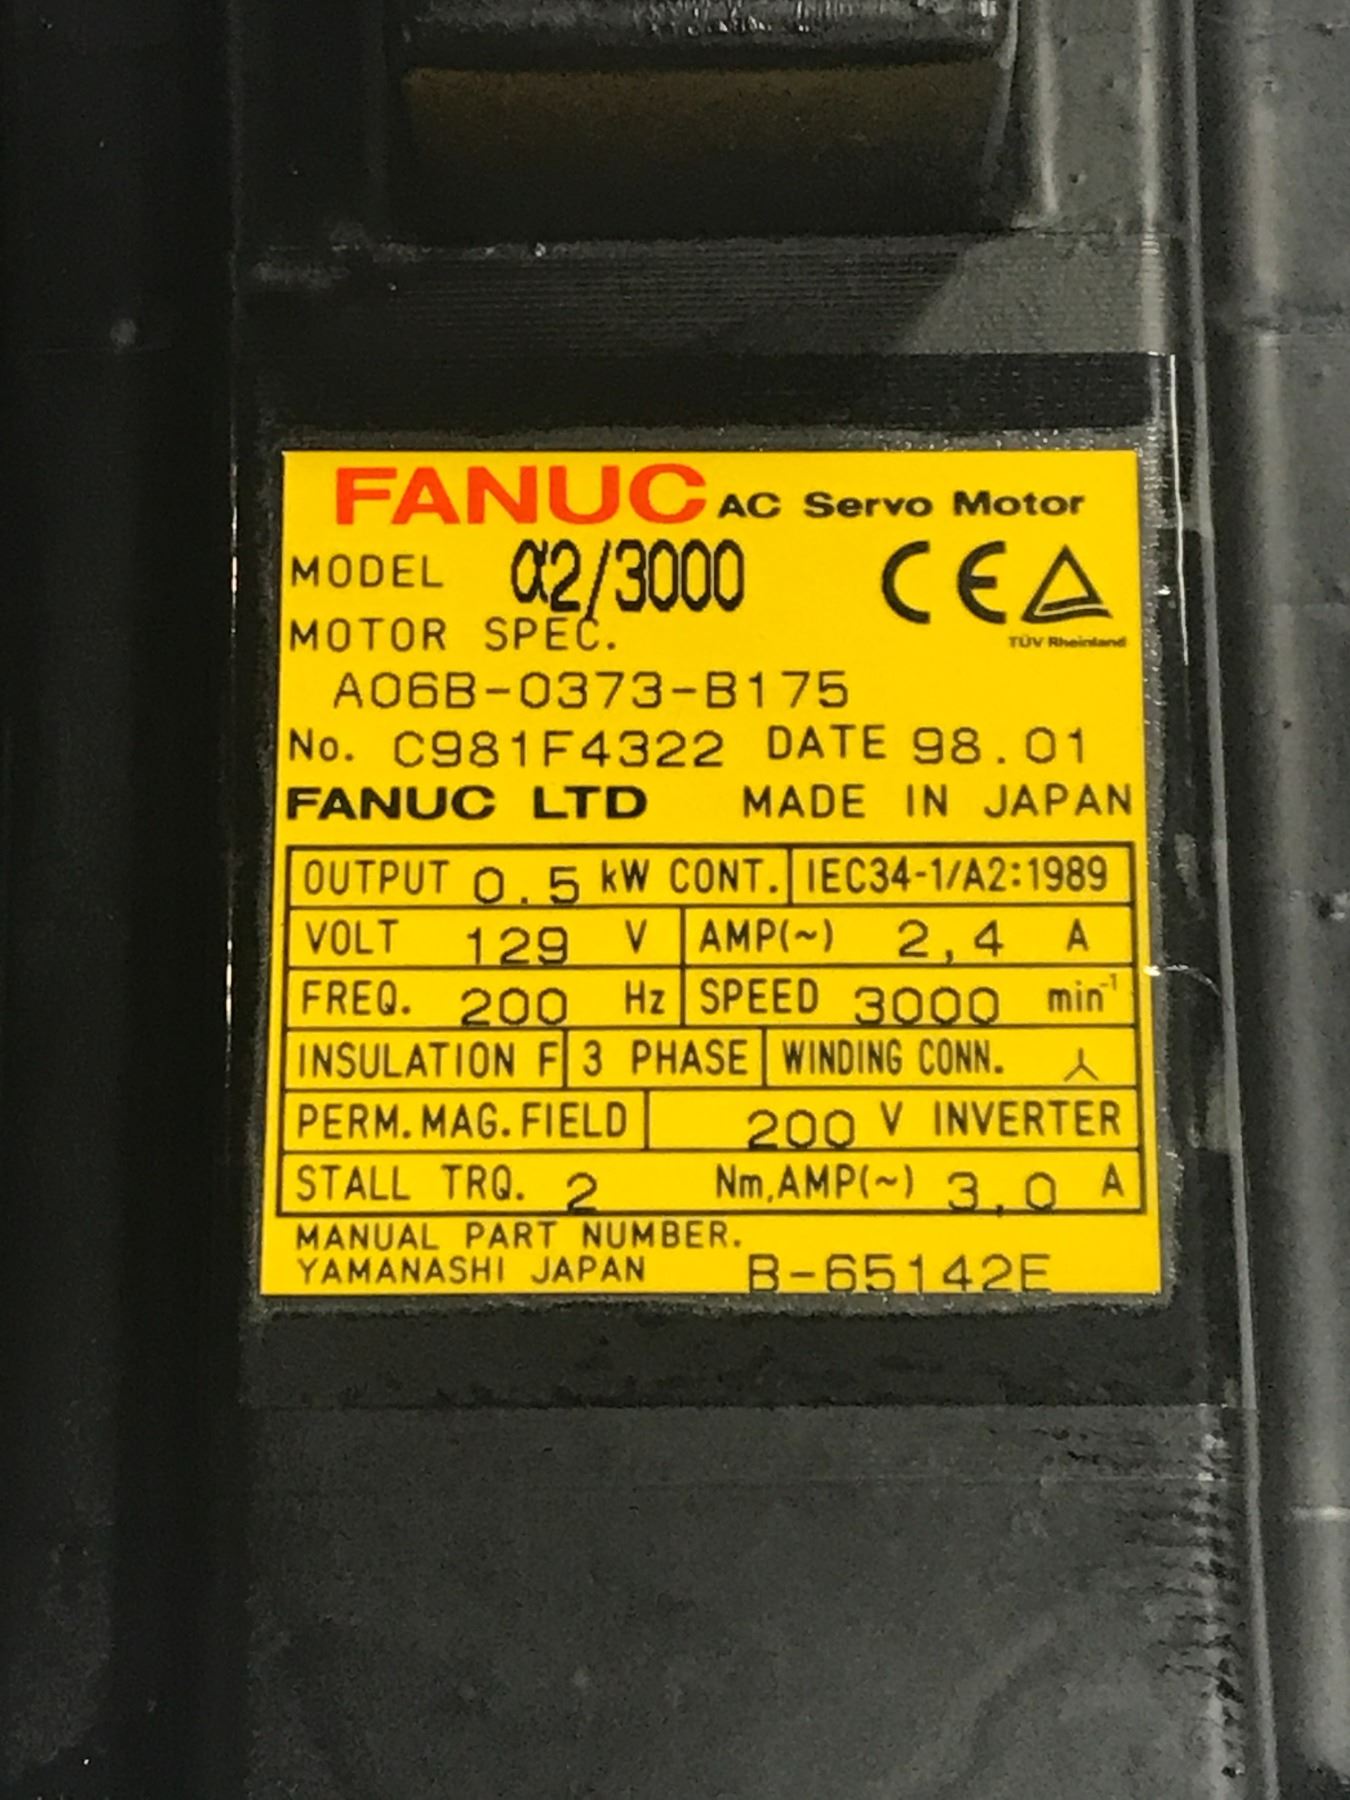 FANUC AC Servo Motor
MODEL α2/3000 CE
MOTOR SPEC. TÜV Rheinland
A06B-0373-B175
No. C981F4322 DATE 98.01
FANUC LTD MADE IN JAPAN
OUTPUT 0.5 kW CONT. IEC34-1/A2:1989
VOLT 129 V AMP(~) 2,4 A
FREQ. 200 Hz SPEED 3000 min⁻¹
INSULATION F 3 PHASE WINDING CONN. ⅄
PERM.MAG.FIELD 200 V INVERTER
STALL TRQ. 2 Nm,AMP(~) 3,0 A
MANUAL PART NUMBER.
YAMANASHI JAPAN B-65142E